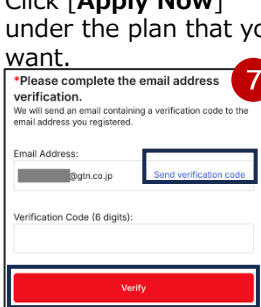 Click [Apply Now]
under the plan that yo
want.
*Please complete the email address
verification.
7
We will send an email containing a verification code to the
email address you registered.
Email Address:
@gtn.co.jp Send verification code
Verification Code (6 digits):
Verify